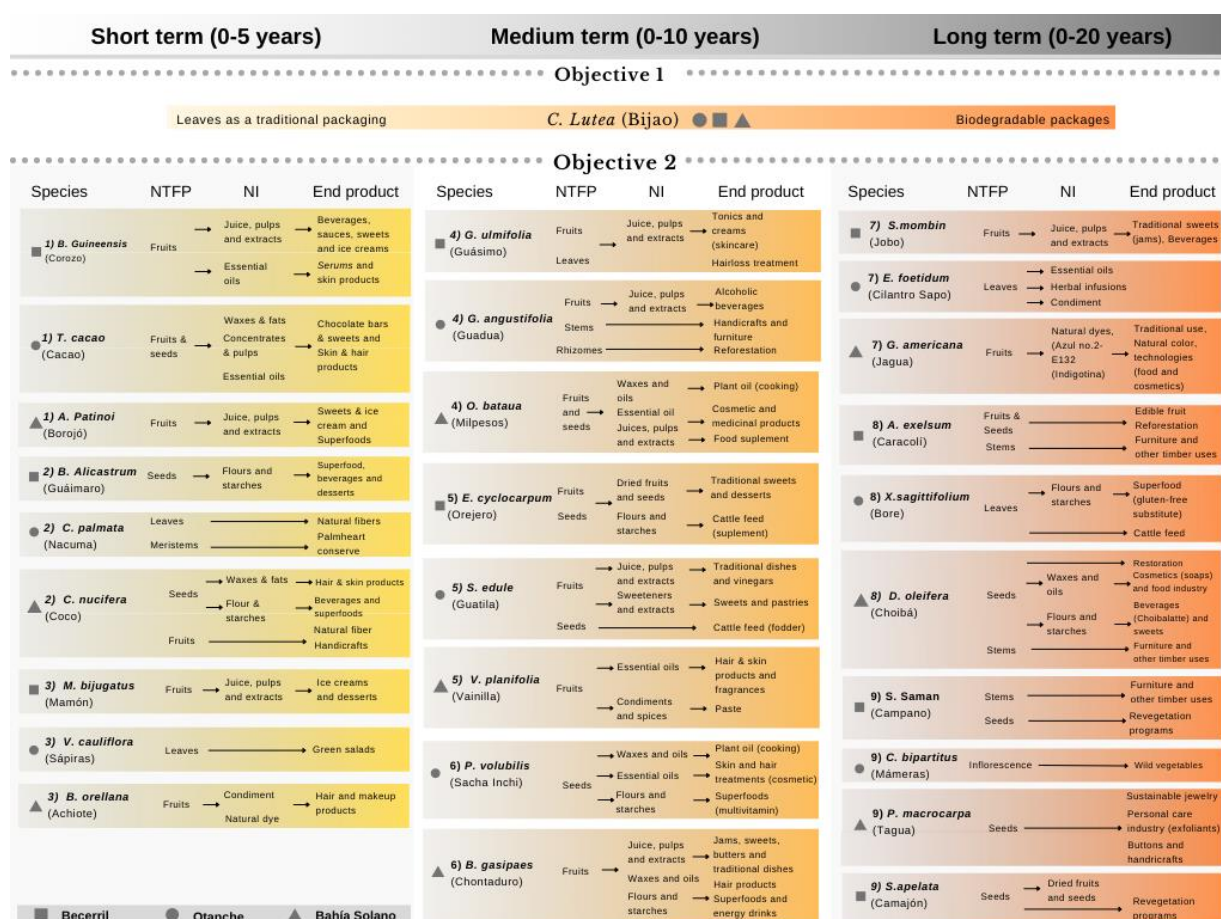 Short term (0-5 years)
Medium term (0-10 years)
Long term (0-20 years)
Objective 1
Leaves as a traditional packaging
C. Lutea (Bijao)
Biodegradable packages
Objective 2
Species NTFP NI End product
1) B. Guineensis
(Corozo)
Fruits
Juice, pulps
and extracts
Beverages,
sauces, sweets
and ice creams
Essential
oils
Serums and
skin products
1) T. cacao
(Cacao)
Fruits &
seeds
Waxes & fats
Concentrates
& pulps
Essential oils
Chocolate bars
& sweets and
Skin & hair
products
1) A. Patinoi
(Borojó)
Fruits
Juice, pulps
and extracts
Sweets & ice
cream and
Superfoods
2) B. Alicastrum
(Guáimaro)
Seeds
Flours and
starches
Superfood,
beverages and
desserts
2) C. palmata
(Nacuma)
Leaves
Natural fibers
Meristems
Palmheart
conserve
2) C. nucifera
(Coco)
Seeds
Waxes & fats
Hair & skin products
Flour &
starches
Beverages and
superfoods
Fruits
Natural fiber
Handicrafts
3) M. bijugatus
(Mamón)
Fruits
Juice, pulps
and extracts
Ice creams
and desserts
3) V. cauliflora
(Sápiras)
Leaves
Green salads
3) B. orellana
(Achiote)
Fruits
Condiment
Natural dye
Hair and makeup
products
Becerril
Otanche
Bahía Solano
Species NTFP NI End product
4) G. ulmifolia
(Guásimo)
Fruits
Leaves
Juice, pulps
and extracts
Tonics and
creams
(skincare)
Hairloss treatment
4) G. angustifolia
(Guadua)
Fruits
Juice, pulps
and extracts
Alcoholic
beverages
Stems
Handicrafts and
furniture
Rhizomes
Reforestation
4) O. bataua
(Milpesos)
Fruits
and
seeds
Waxes and
oils
Essential oil
Juices, pulps
and extracts
Plant oil (cooking)
Cosmetic and
medicinal products
Food suplement
5) E. cyclocarpum
(Orejero)
Fruits
Seeds
Dried fruits
and seeds
Flours and
starches
Traditional sweets
and desserts
Cattle feed
(suplement)
5) S. edule
(Guatila)
Fruits
Juice, pulps
and extracts
Sweeteners
and extracts
Traditional dishes
and vinegars
Sweets and pastries
Seeds
Cattle feed (fodder)
5) V. planifolia
(Vainilla)
Fruits
Essential oils
Hair & skin
products and
fragrances
Condiments
and spices
Paste
6) P. volubilis
(Sacha Inchi)
Seeds
Waxes and oils
Essential oils
Flours and
starches
Plant oil (cooking)
Skin and hair
treatments (cosmetic)
Superfoods
(multivitamin)
6) B. gasipaes
(Chontaduro)
Fruits
Juice, pulps
and extracts
Waxes and oils
Flours and
starches
Jams, sweets,
butters and
traditional dishes
Hair products
Superfoods and
energy drinks
Species NTFP NI End product
7) S.mombin
(Jobo)
Fruits
Juice, pulps
and extracts
Traditional sweets
(jams), Beverages
7) E. foetidum
(Cilantro Sapo)
Leaves
Essential oils
Herbal infusions
Condiment
7) G. americana
(Jagua)
Fruits
Natural dyes,
(Azul no.2-
E132
(Indigotina)
Traditional use,
Natural color,
technologies
(food and
cosmetics)
8) A. exelsum
(Caracolí)
Fruits &
Seeds
Stems
Edible fruit
Reforestation
Furniture and
other timber uses
8) X.sagittifolium
(Bore)
Leaves
Flours and
starches
Superfood
(gluten-free
substitute)
Cattle feed
8) D. oleifera
(Choibá)
Seeds
Restoration
Waxes and
oils
Cosmetics (soaps)
and food industry
Flours and
starches
Beverages
(Choibalatte) and
sweets
Stems
Furniture and
other timber uses
9) S. Saman
(Campano)
Stems
Furniture and
other timber uses
Seeds
Revegetation
programs
9) C. bipartitus
(Mámeras)
Inflorescence
Wild vegetables
9) P. macrocarpa
(Tagua)
Seeds
Sustainable jewelry
Personal care
industry (exfoliants)
Buttons and
handricrafts
9) S.apelata
(Camajón)
Seeds
Dried fruits
and seeds
Revegetation
programs